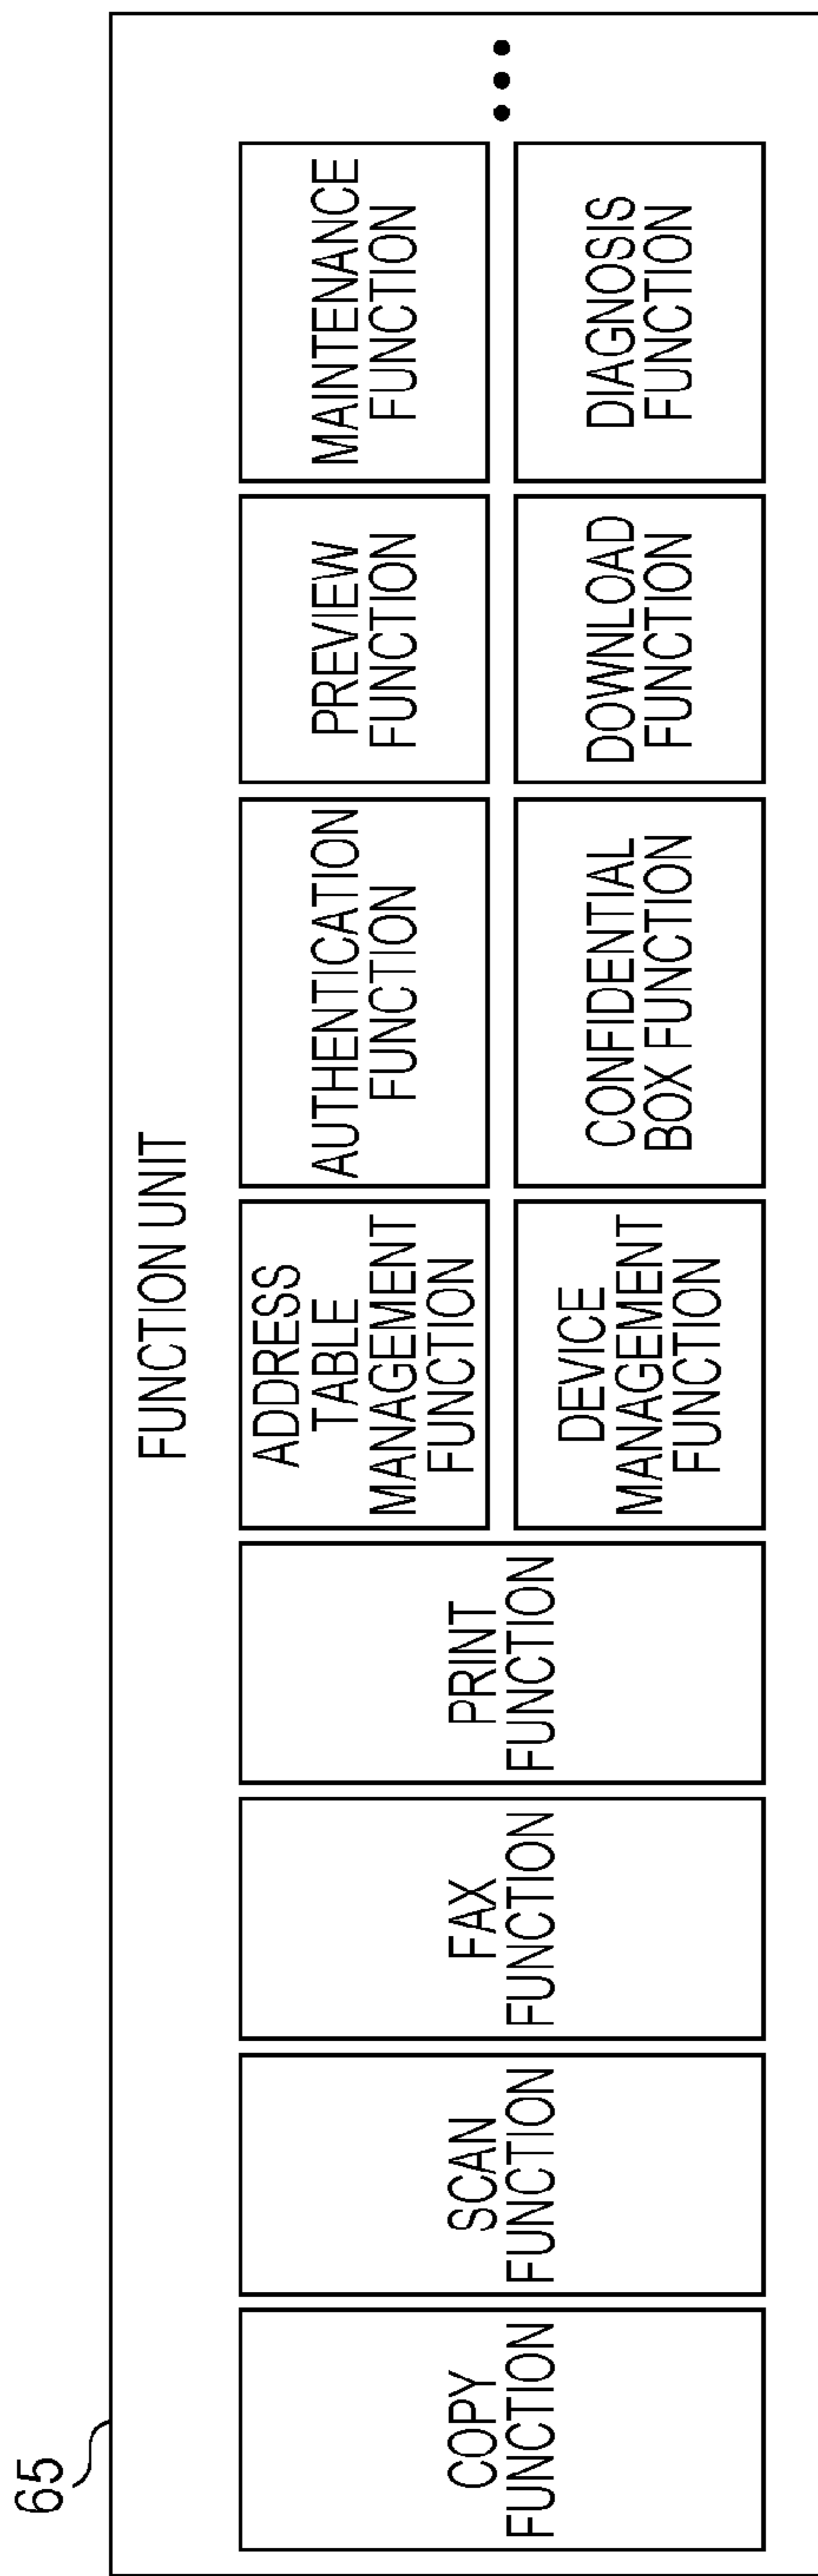 65
FUNCTION UNIT
COPY
FUNCTION
SCAN
FUNCTION
FAX
FUNCTION
PRINT
FUNCTION
ADDRESS
TABLE
MANAGEMENT
FUNCTION
AUTHENTICATION
FUNCTION
PREVIEW
FUNCTION
MAINTENANCE
FUNCTION
DEVICE
MANAGEMENT
FUNCTION
CONFIDENTIAL
BOX FUNCTION
DOWNLOAD
FUNCTION
DIAGNOSIS
FUNCTION
•••